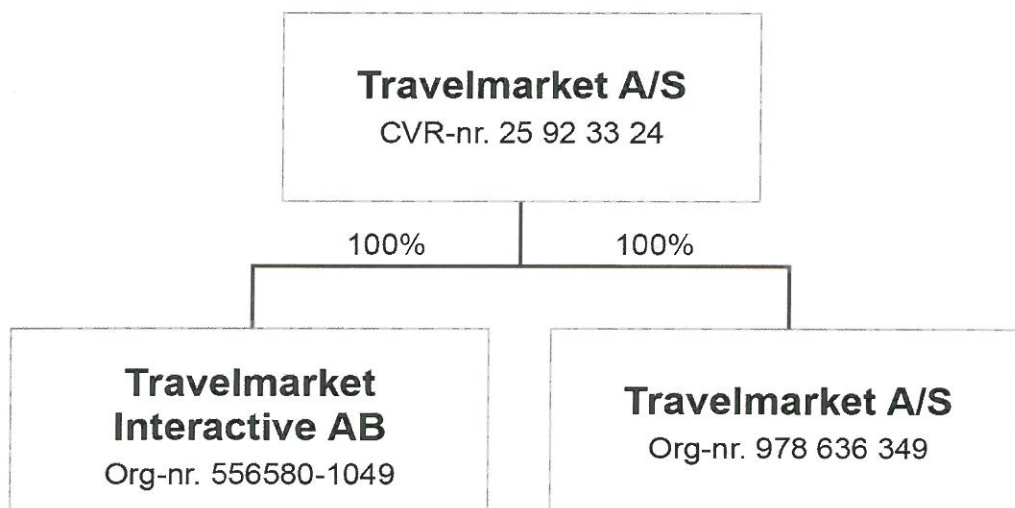 Travelmarket A/S
CVR-nr. 25 92 33 24
100%
100%
Travelmarket
Interactive AB
Org-nr. 556580-1049
Travelmarket A/S
Org-nr. 978 636 349